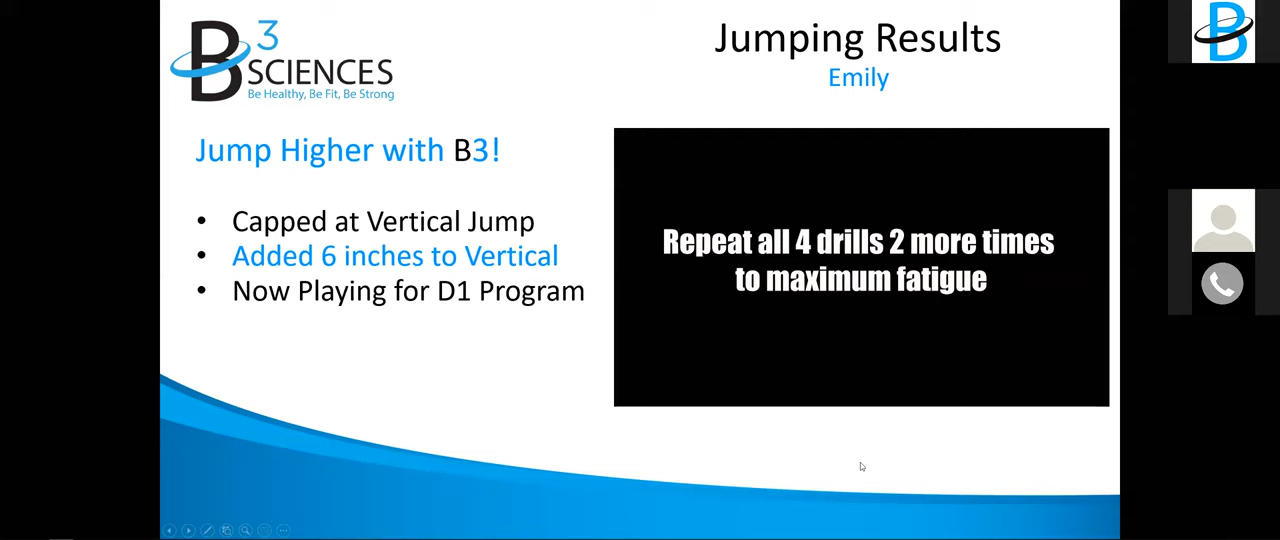 B3 SCIENCES
Be Healthy, Be Fit, Be Strong
Jumping Results
Emily
Jump Higher with B3!
• Capped at Vertical Jump
• Added 6 inches to Vertical
• Now Playing for D1 Program
Repeat all 4 drills 2 more times
to maximum fatigue
B